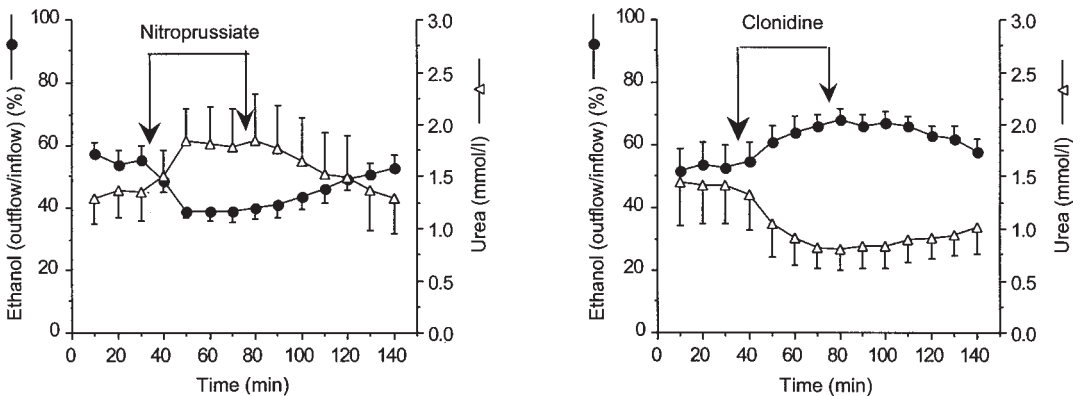 Nitroprussiate
Ethanol (outflow/inflow) (%)
100
80
60
40
20
0
3.0
2.5
2.0
1.5
1.0
0.5
0.0
Urea (mmol/l)
0 20 40 60 80 100 120 140
Time (min)
Clonidine
Ethanol (outflow/inflow) (%)
100
80
60
40
20
0
3.0
2.5
2.0
1.5
1.0
0.5
0.0
Urea (mmol/l)
0 20 40 60 80 100 120 140
Time (min)